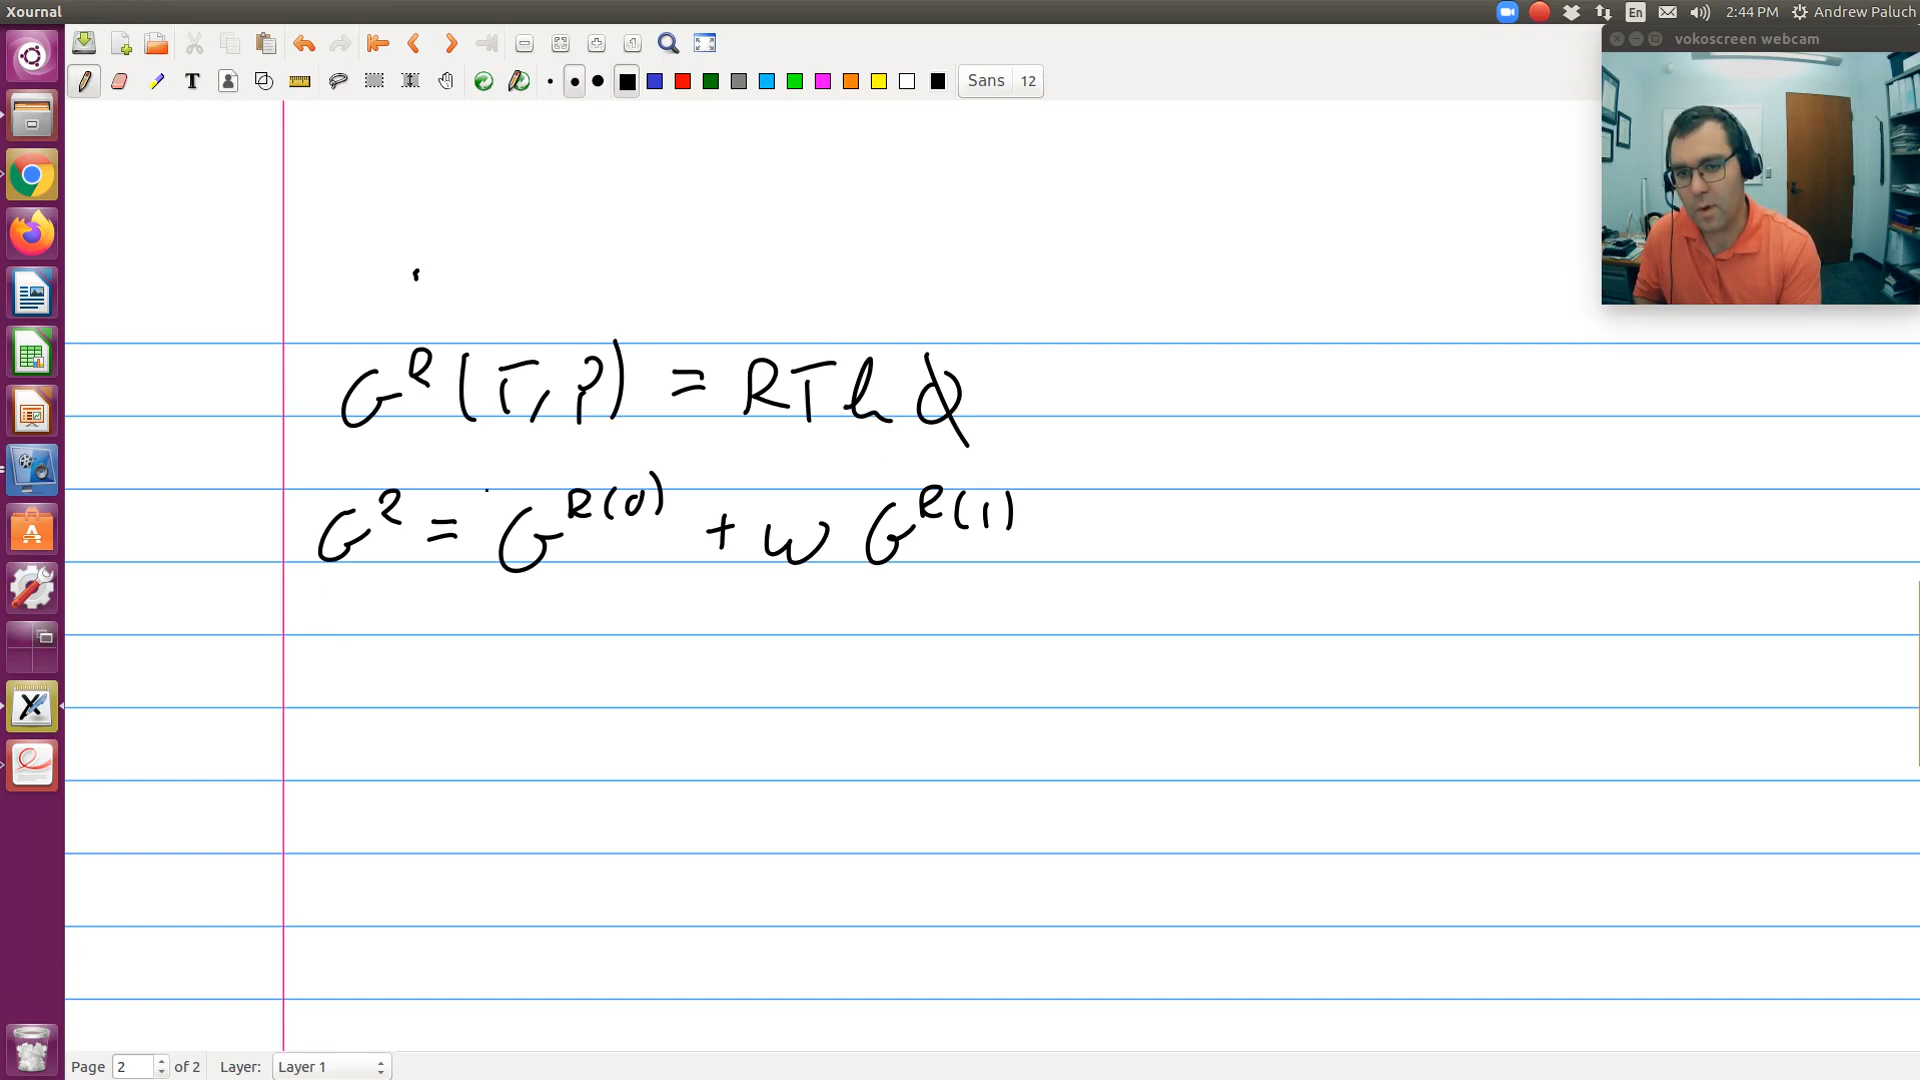 Xournal
En
2:44 PM
Andrew Paluch
vokoscreen webcam
Sans 12
G^R (T, P) = RT ln φ
G^R = G^R(0) + ω G^R(1)
Page 2 of 2 Layer: Layer 1